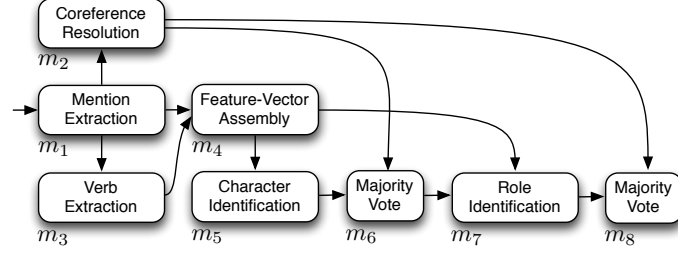 Coreference
Resolution
m2
Mention
Extraction
m1
Feature-Vector
Assembly
m4
Verb
Extraction
m3
Character
Identification
m5
Majority
Vote
m6
Role
Identification
m7
Majority
Vote
m8